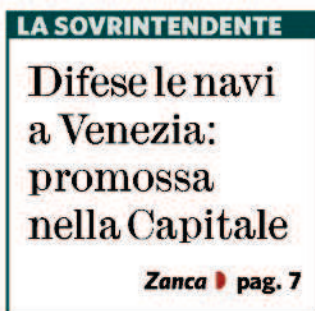 LA SOVRINTENDENTE
Difese le navi
a Venezia:
promossa
nella Capitale
Zanca pag. 7